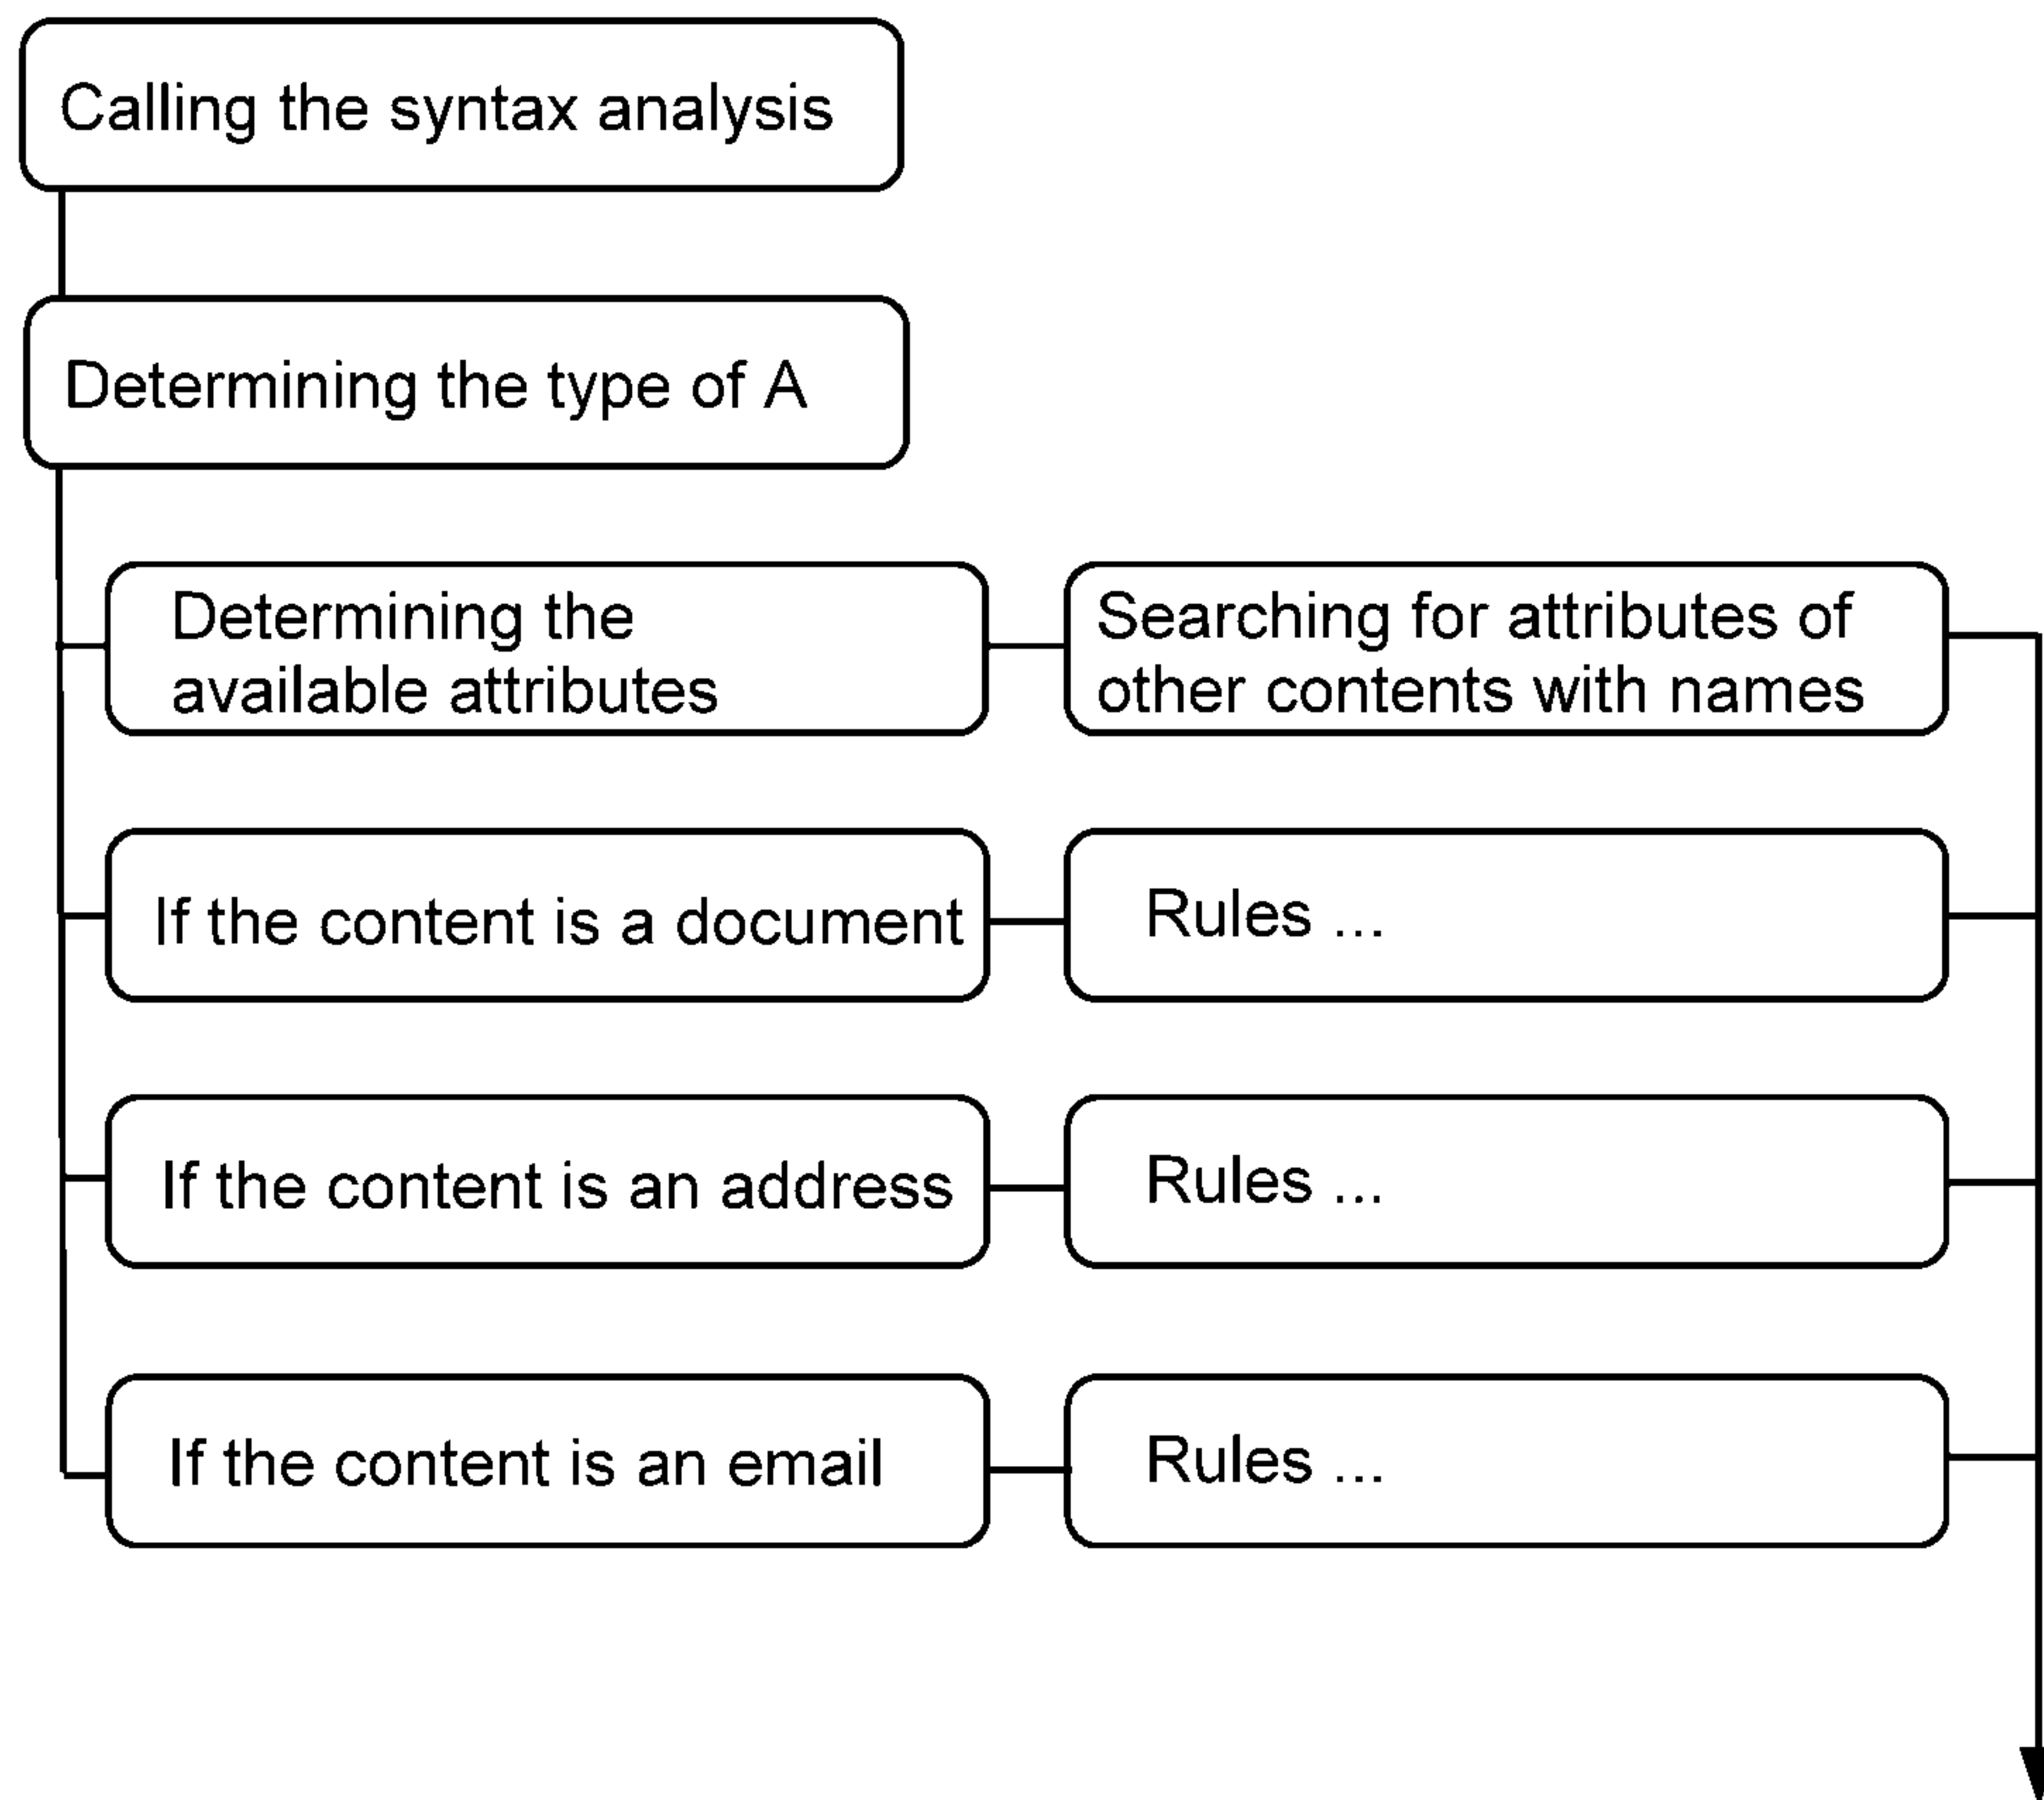 Calling the syntax analysis
Determining the type of A
Determining the
available attributes
Searching for attributes of
other contents with names
If the content is a document
Rules ...
If the content is an address
Rules ...
If the content is an email
Rules ...